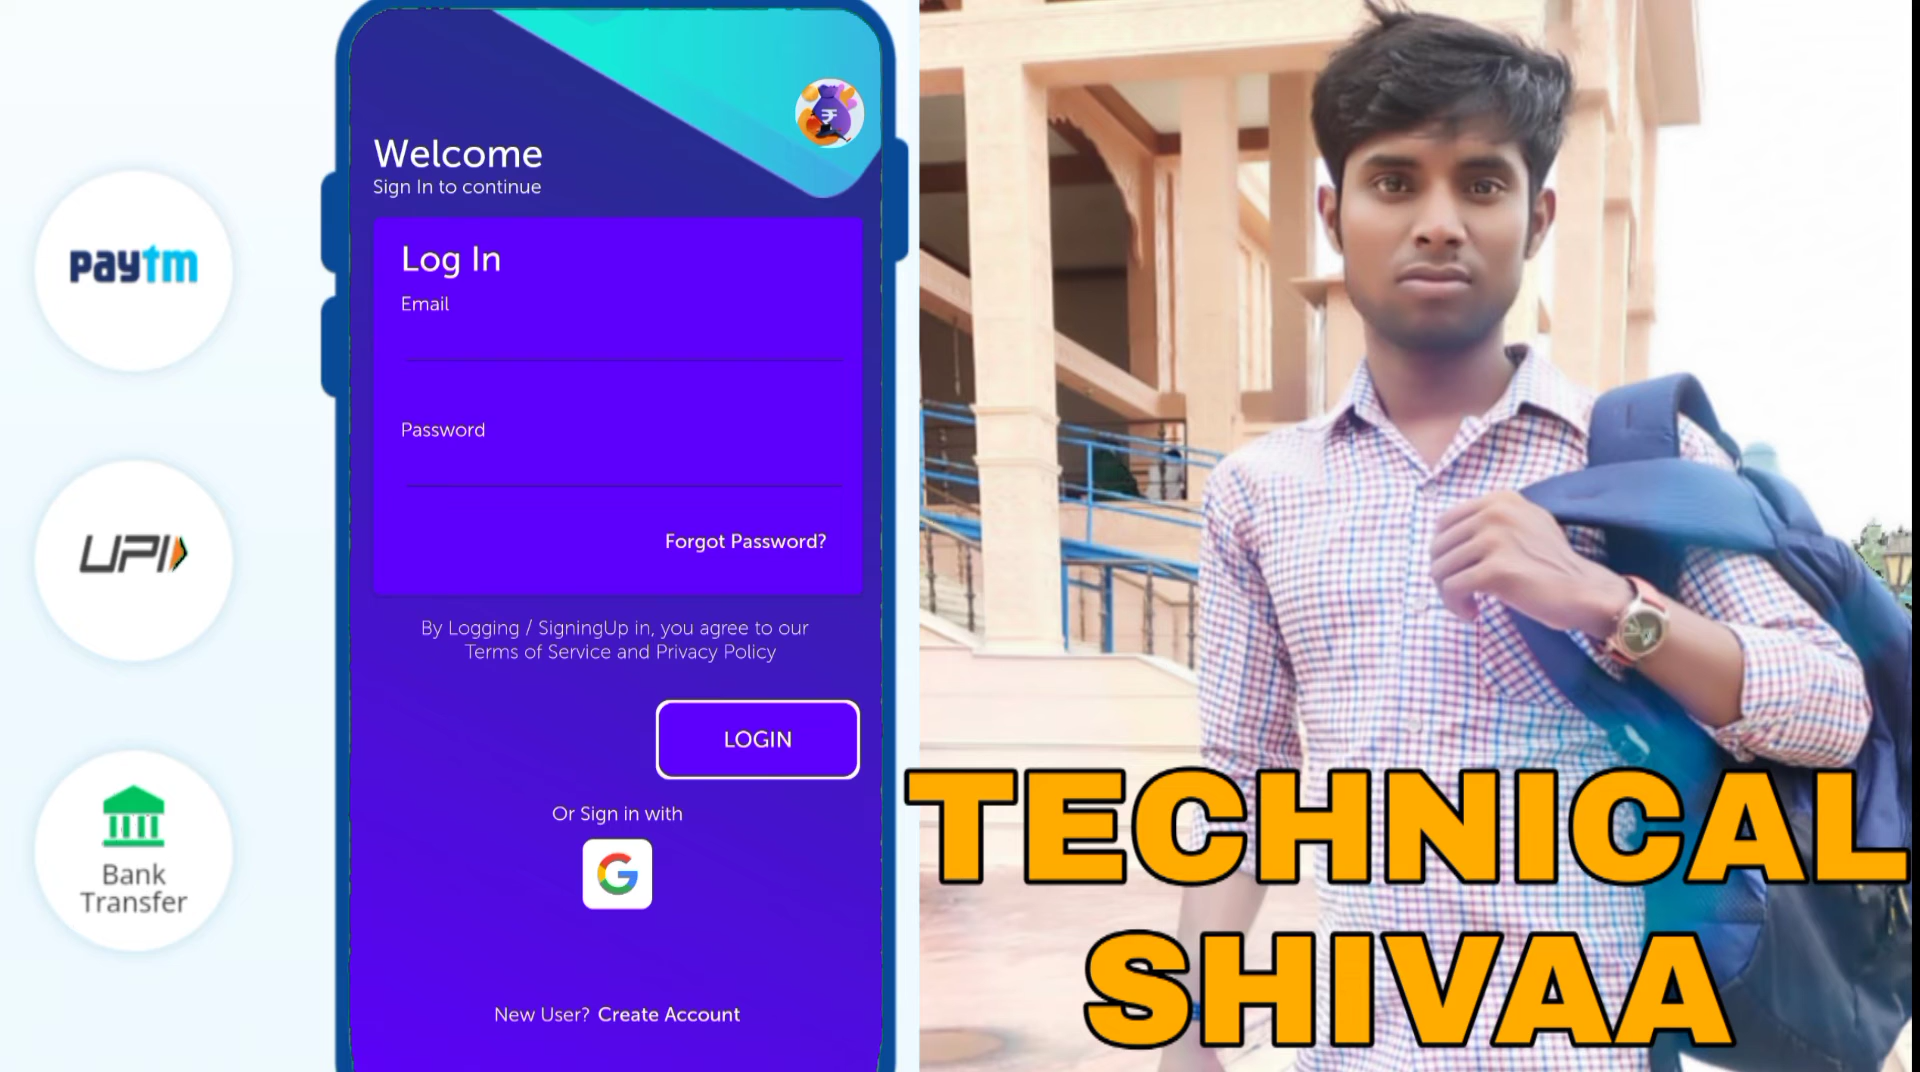 paytm
UPI
Bank
Transfer
Welcome
Sign In to continue
₹
Log In
Email
Password
Forgot Password?
By Logging / SigningUp in, you agree to our
Terms of Service and Privacy Policy
LOGIN
Or Sign in with
G
New User? Create Account
TECHNICAL
SHIVAA